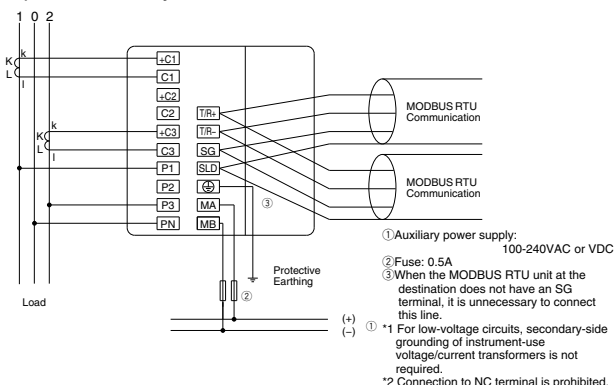 1 0 2
K k
L l
K k
L l
+C1
C1
+C2
C2
+C3
C3
P1
P2
P3
PN
T/R+
T/R−
SG
SLD
MA
MB
③
MODBUS RTU
Communication
MODBUS RTU
Communication
Protective
Earthing
②
Load
(+)
(−)
①
①Auxiliary power supply:
100-240VAC or VDC
②Fuse: 0.5A
③When the MODBUS RTU unit at the
destination does not have an SG
terminal, it is unnecessary to connect
this line.
*1 For low-voltage circuits, secondary-side
grounding of instrument-use
voltage/current transformers is not
required.
*2 Connection to NC terminal is prohibited.